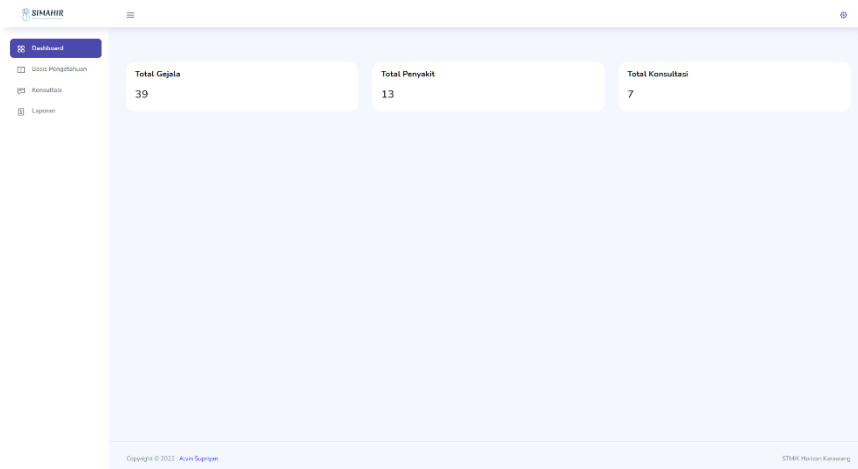 SIMAHIR
Dashboard
Basis Pengetahuan
Konsultasi
Laporan
Total Gejala
39
Total Penyakit
13
Total Konsultasi
7
Copyright © 2022 . Alvin Supriyan
STMIK Horizon Karawang